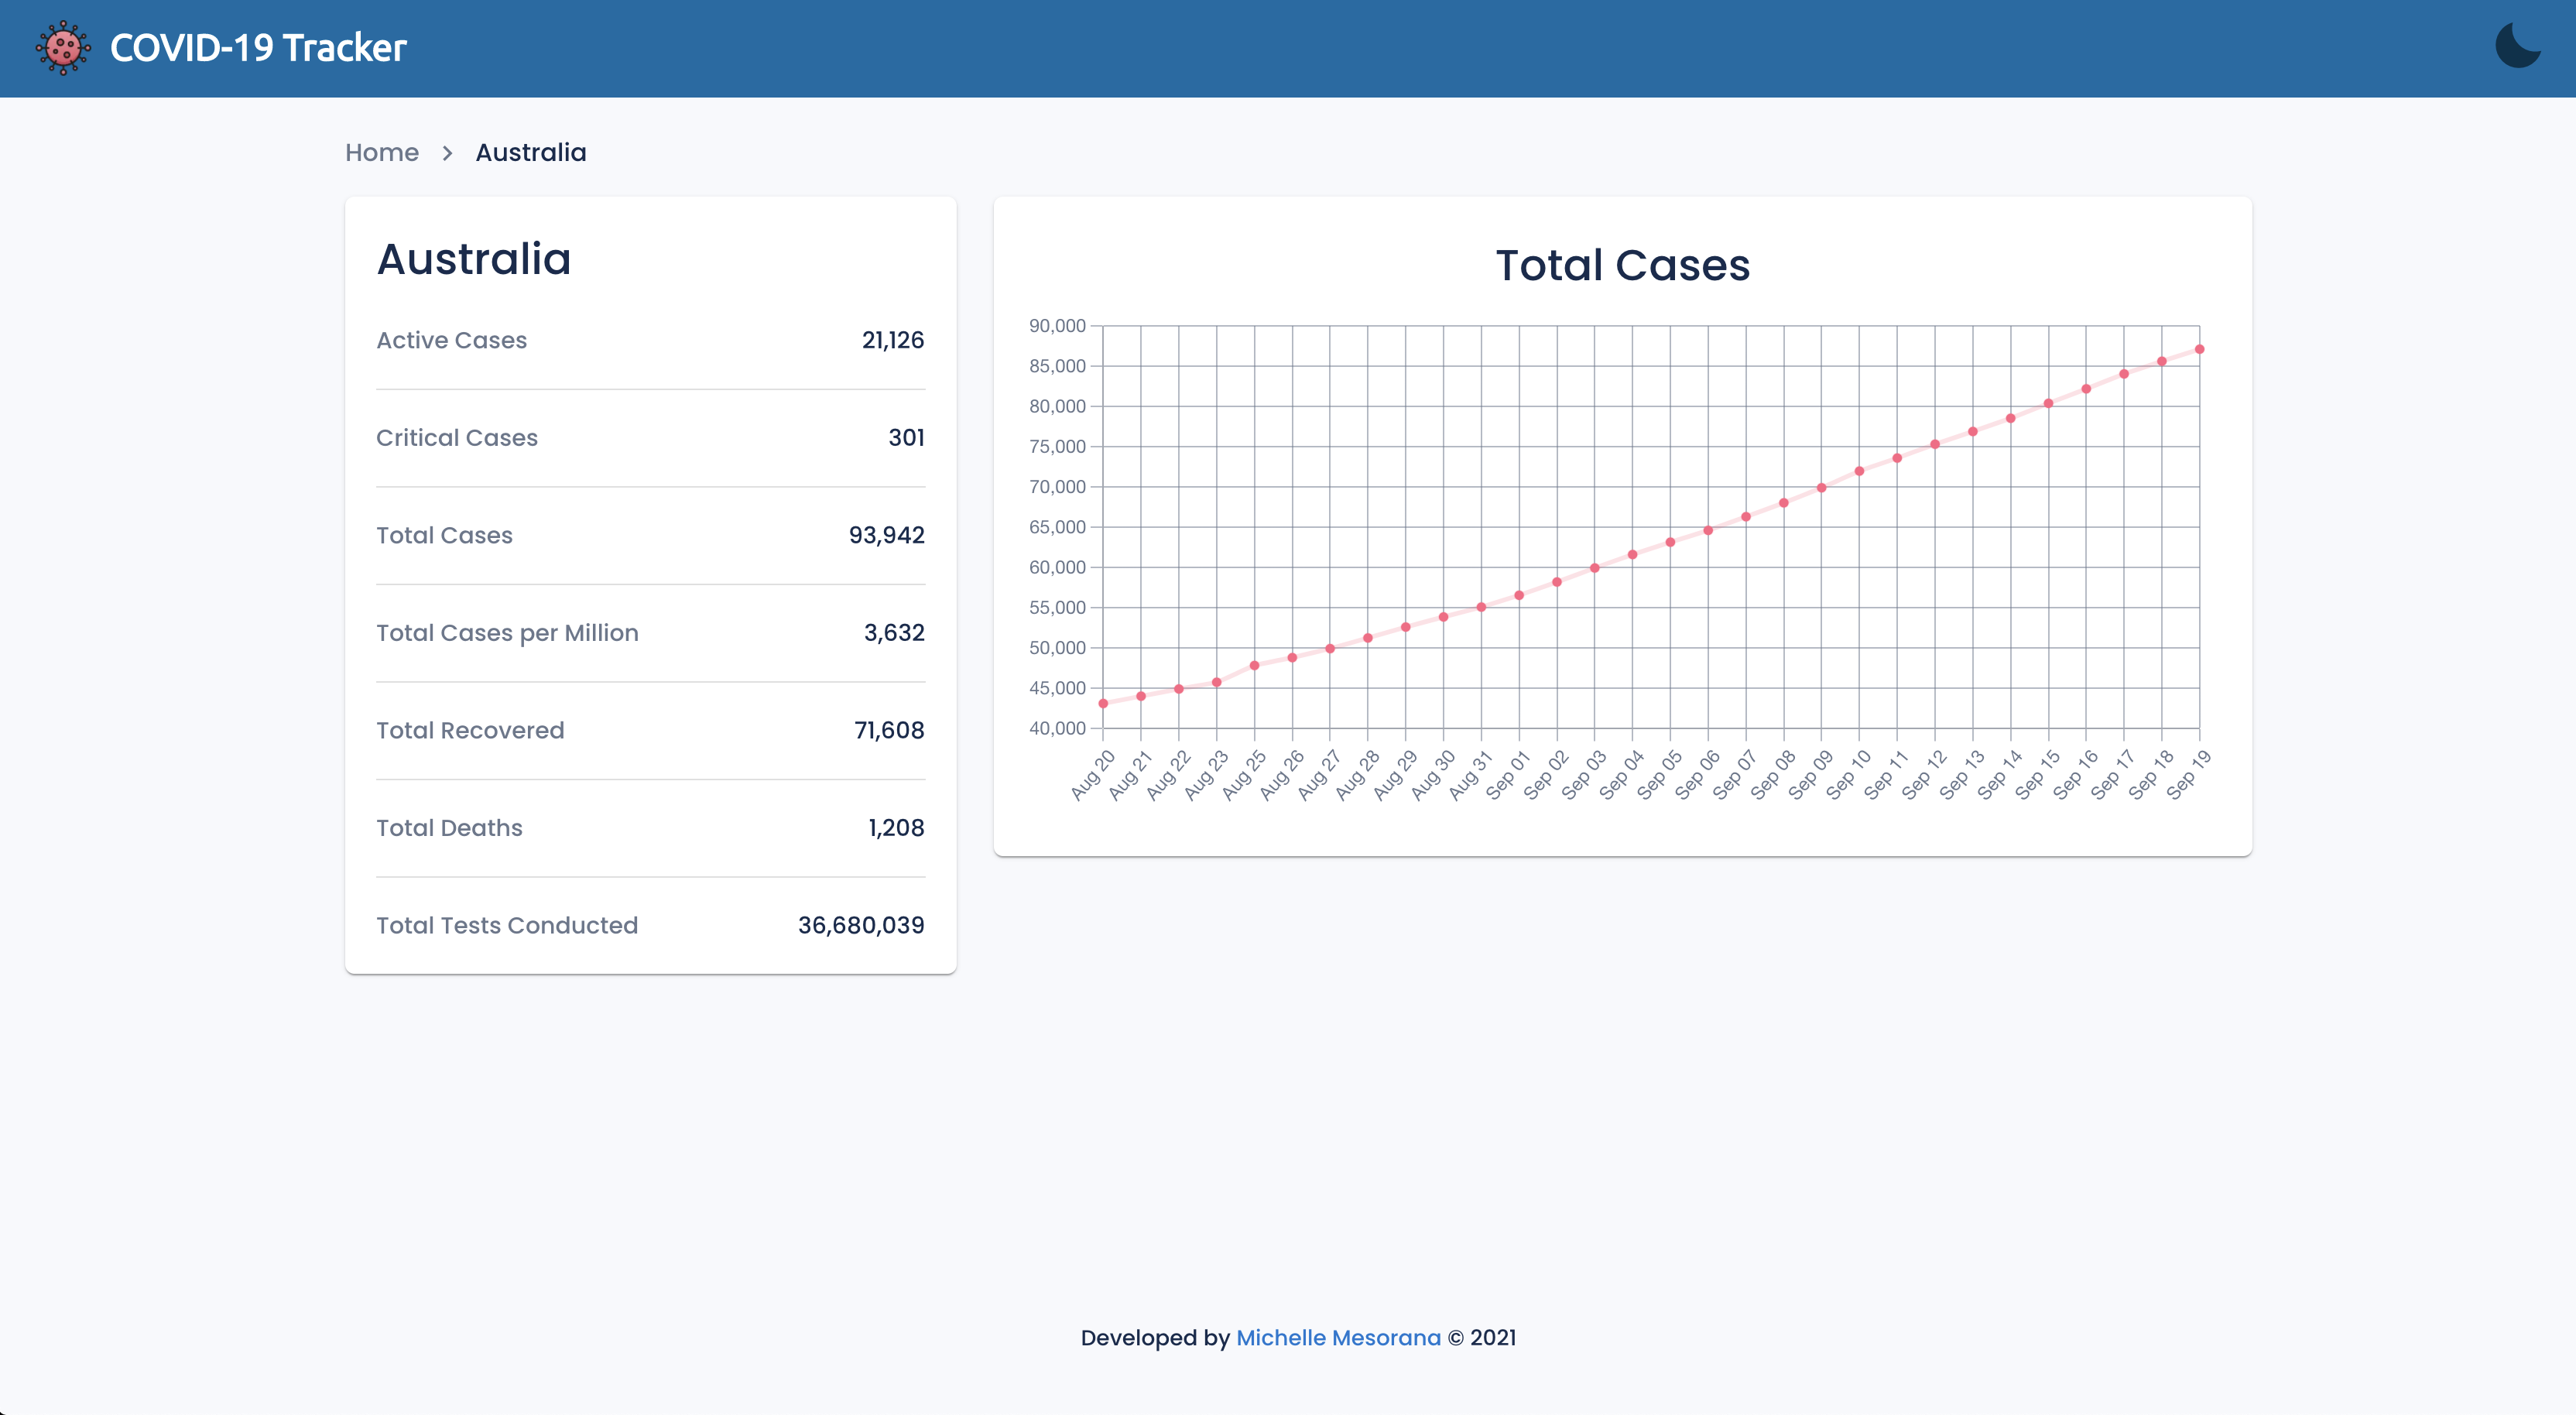 COVID-19 Tracker
Home > Australia
Australia
Active Cases 21,126
Critical Cases 301
Total Cases 93,942
Total Cases per Million 3,632
Total Recovered 71,608
Total Deaths 1,208
Total Tests Conducted 36,680,039
Total Cases
90,000
85,000
80,000
75,000
70,000
65,000
60,000
55,000
50,000
45,000
40,000
Aug 20
Aug 21
Aug 22
Aug 23
Aug 25
Aug 26
Aug 27
Aug 28
Aug 29
Aug 30
Aug 31
Sep 01
Sep 02
Sep 03
Sep 04
Sep 05
Sep 06
Sep 07
Sep 08
Sep 09
Sep 10
Sep 11
Sep 12
Sep 13
Sep 14
Sep 15
Sep 16
Sep 17
Sep 18
Sep 19
Developed by Michelle Mesorana © 2021